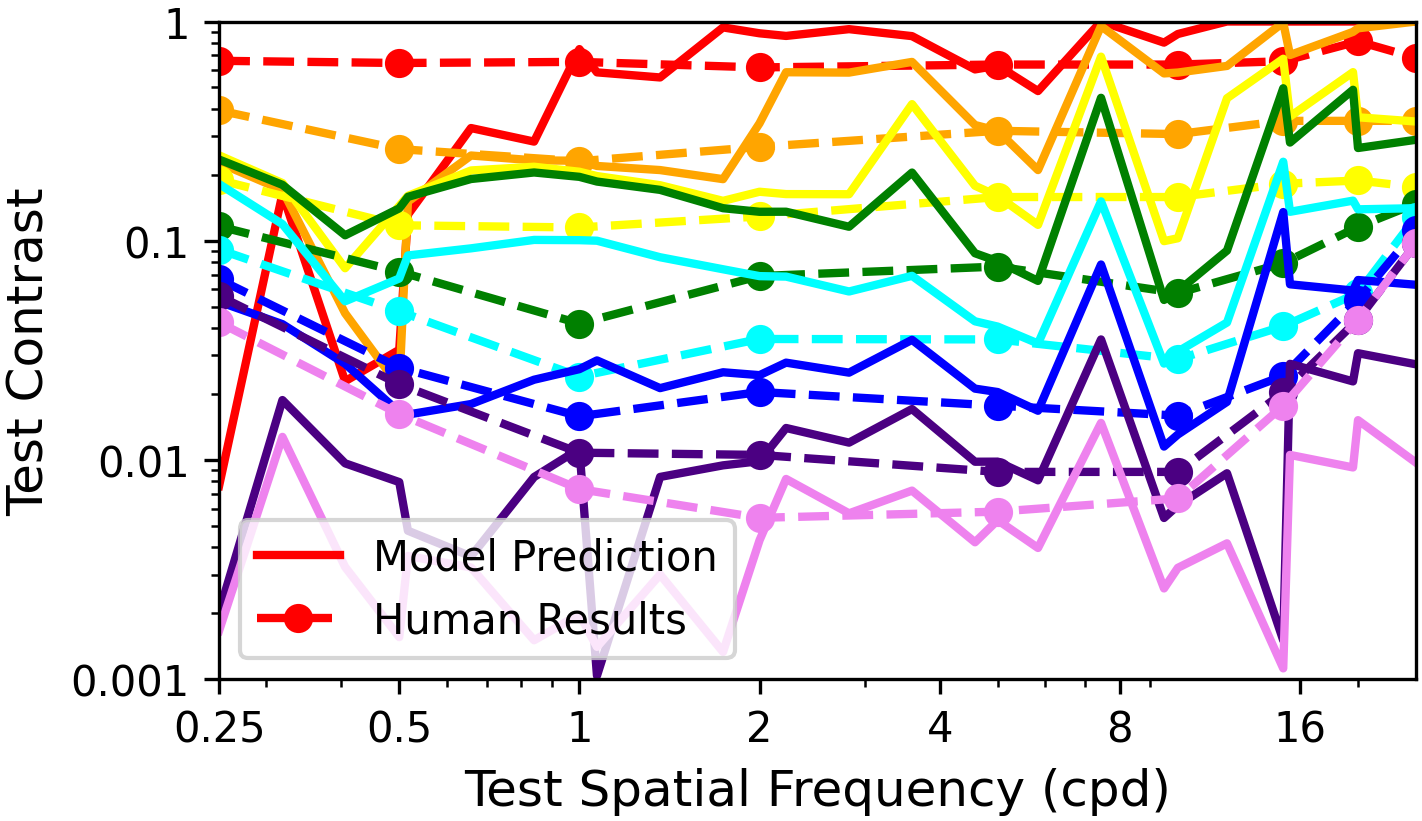 1
0.1
0.01
0.001
Test Contrast
Model Prediction
Human Results
0.25 0.5 1 2 4 8 16
Test Spatial Frequency (cpd)